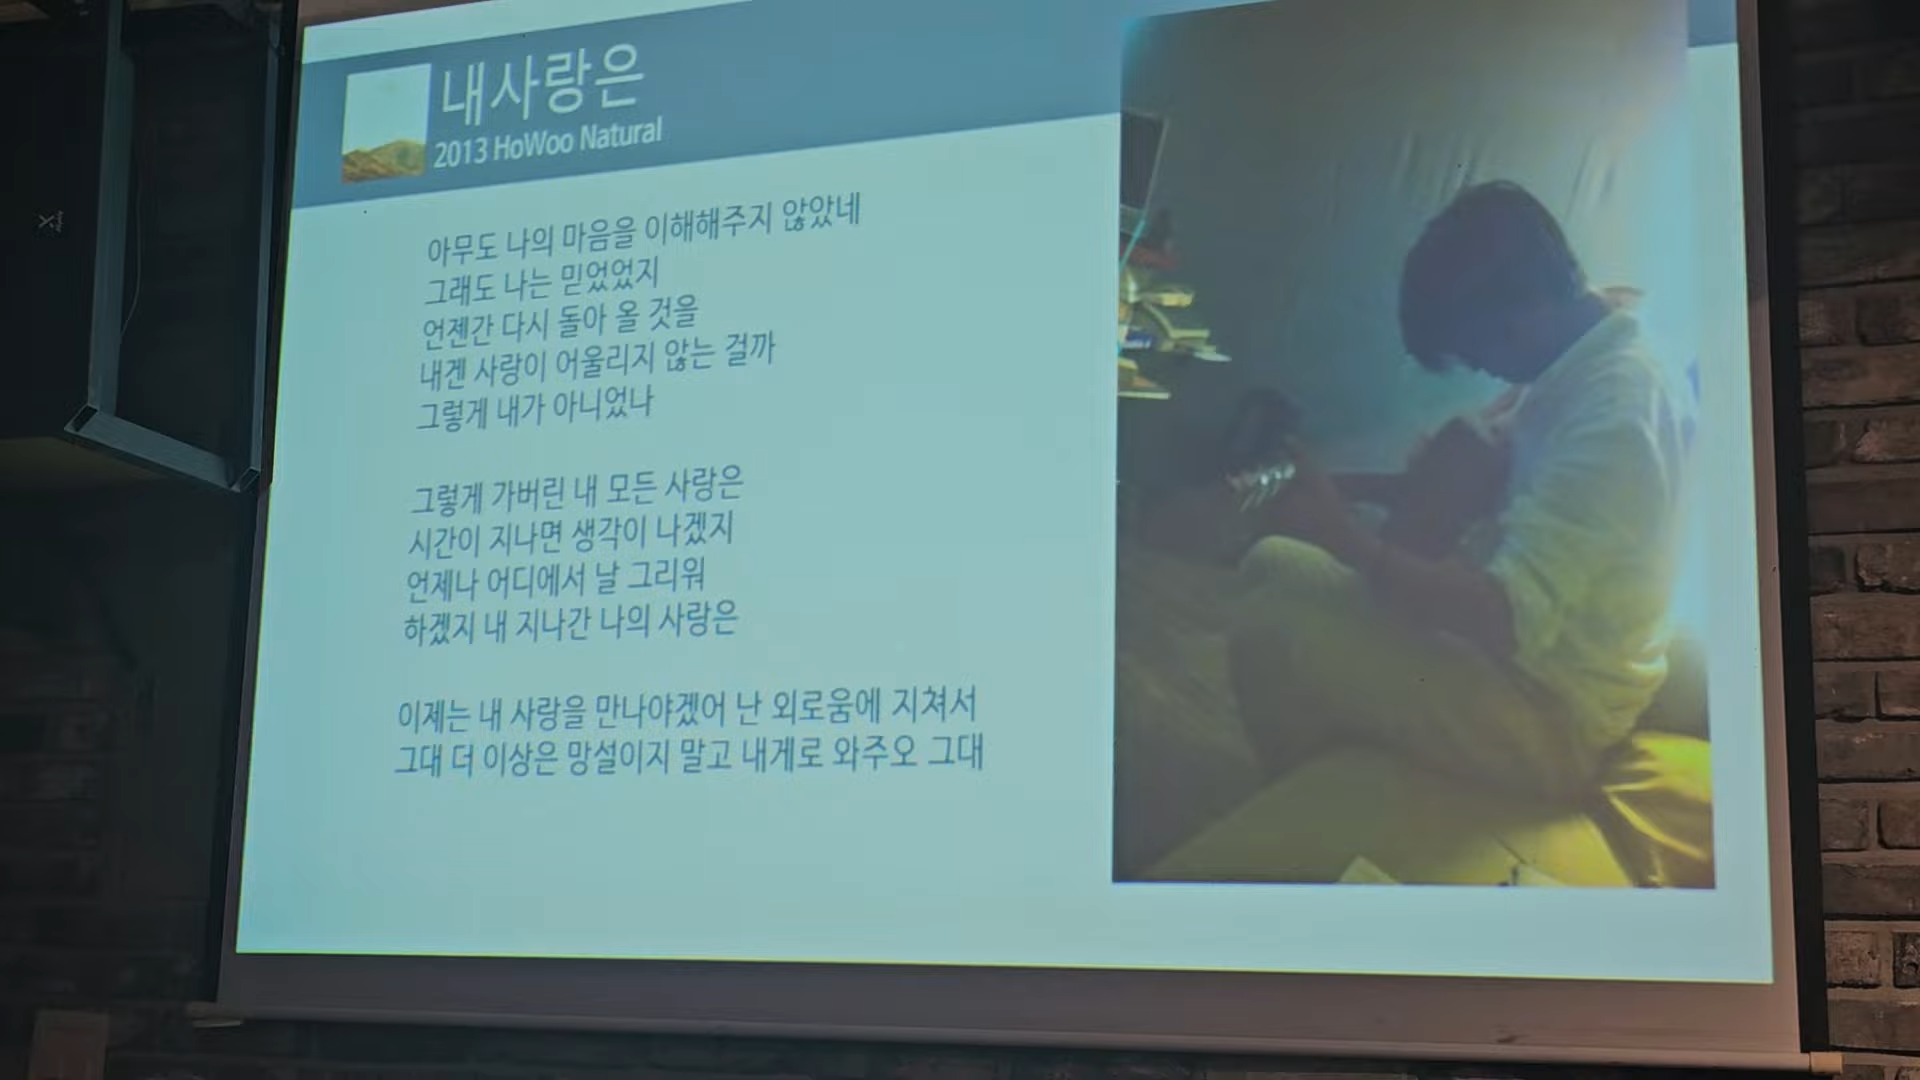 내사랑은
2013 HoWoo Natural
아무도 나의 마음을 이해해주지 않았네
그래도 나는 믿었었지
언젠간 다시 돌아 올 것을
내겐 사랑이 어울리지 않는 걸까
그렇게 내가 아니었나
그렇게 가버린 내 모든 사랑은
시간이 지나면 생각이 나겠지
언제나 어디에서 날 그리워
하겠지 내 지나간 나의 사랑은
이제는 내 사랑을 만나야겠어 난 외로움에 지쳐서
그대 더 이상은 망설이지 말고 내게로 와주오 그대